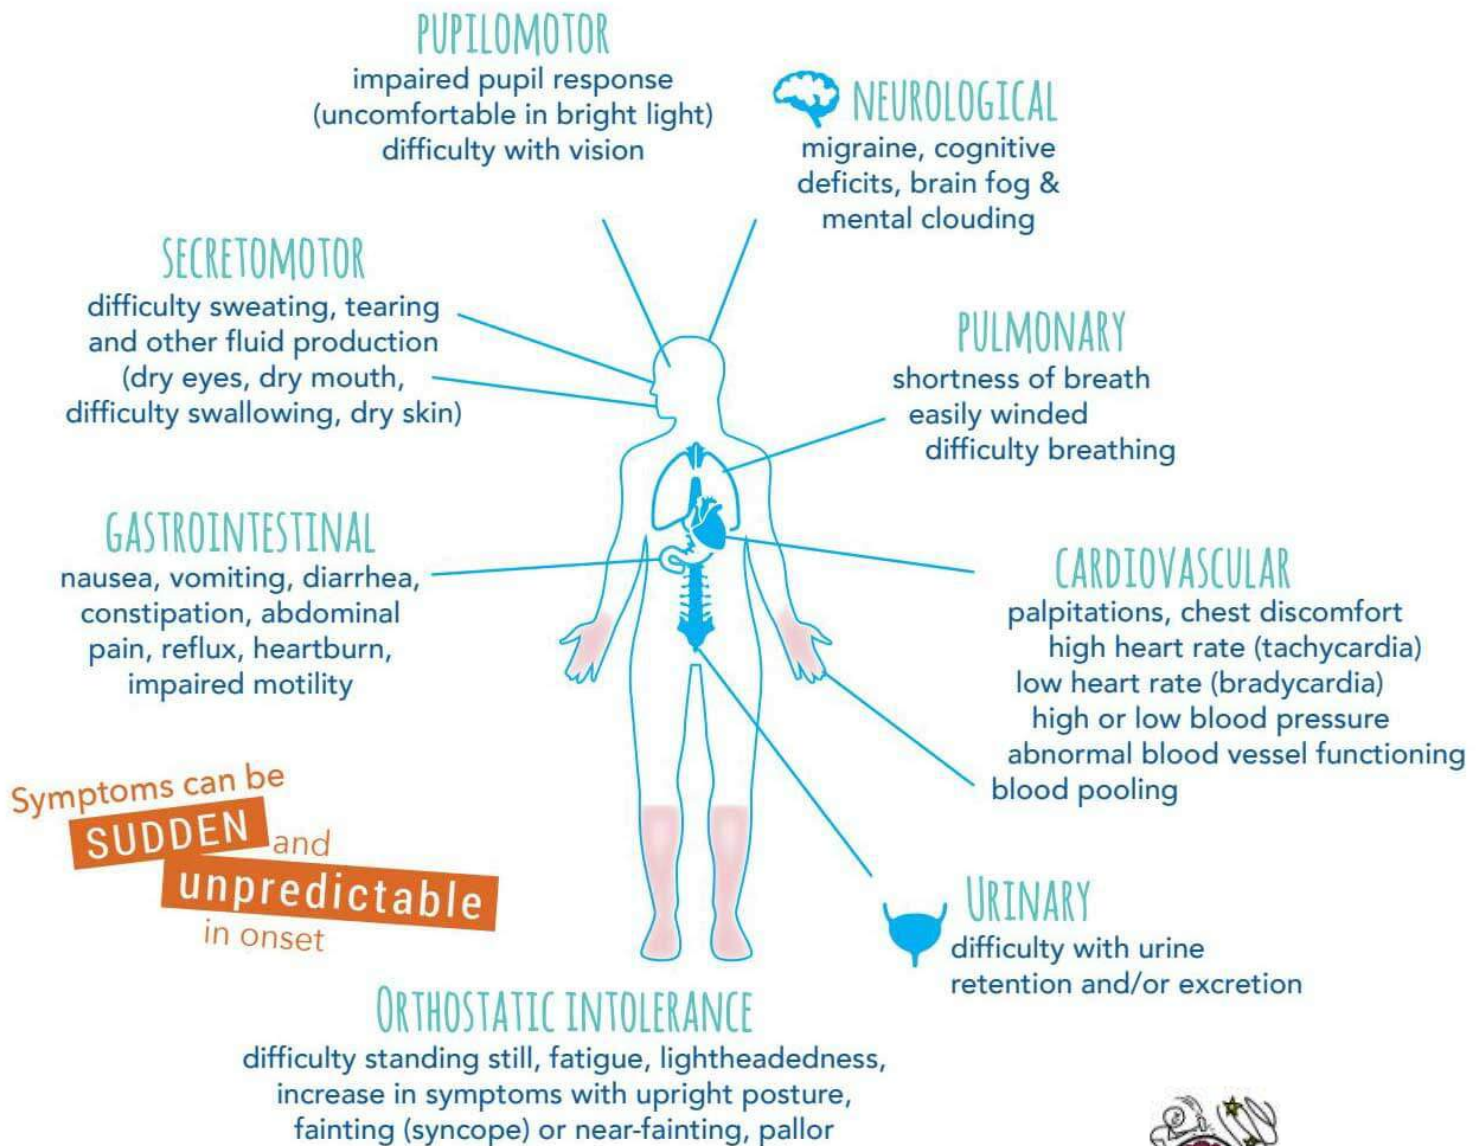 PUPILOMOTOR
impaired pupil response
(uncomfortable in bright light)
difficulty with vision
NEUROLOGICAL
migraine, cognitive
deficits, brain fog &
mental clouding
SECRETOMOTOR
difficulty sweating, tearing
and other fluid production
(dry eyes, dry mouth,
difficulty swallowing, dry skin)
PULMONARY
shortness of breath
easily winded
difficulty breathing
GASTROINTESTINAL
nausea, vomiting, diarrhea,
constipation, abdominal
pain, reflux, heartburn,
impaired motility
CARDIOVASCULAR
palpitations, chest discomfort
high heart rate (tachycardia)
low heart rate (bradycardia)
high or low blood pressure
abnormal blood vessel functioning
blood pooling
Symptoms can be
SUDDEN and
unpredictable
in onset
URINARY
difficulty with urine
retention and/or excretion
ORTHOSTATIC INTOLERANCE
difficulty standing still, fatigue, lightheadedness,
increase in symptoms with upright posture,
fainting (syncope) or near-fainting, pallor